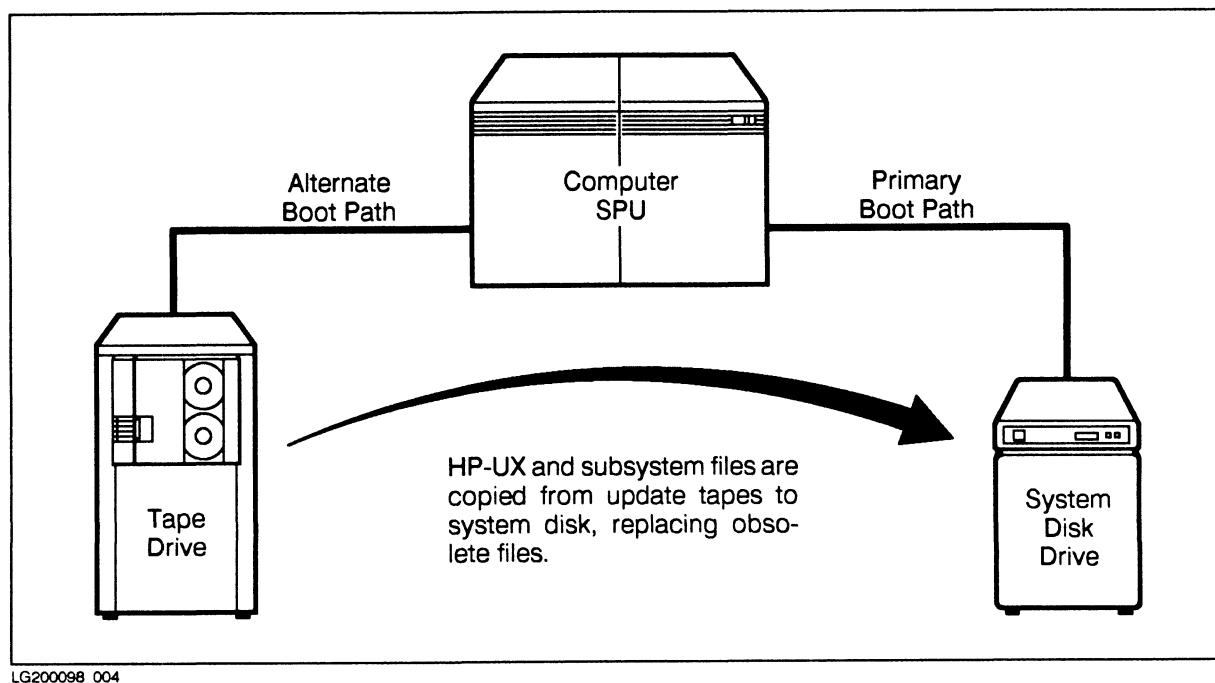 Alternate
Boot Path
Computer
SPU
Primary
Boot Path
Tape
Drive
HP-UX and subsystem files are
copied from update tapes to
system disk, replacing obso-
lete files.
System
Disk
Drive
LG200098 004